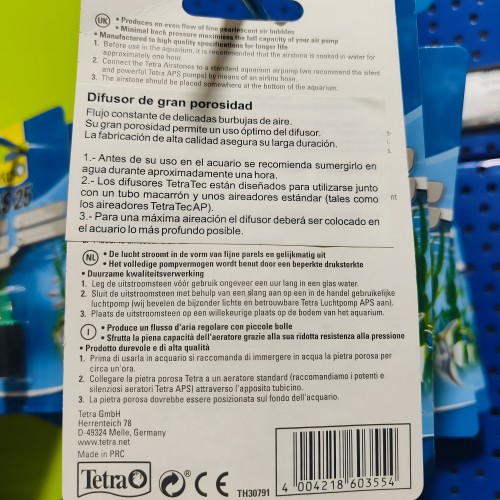 UK • Produces an even flow of fine pearlescent air bubbles
• Minimal back pressure maximises the full capacity of your air pump
• Manufactured to high quality specifications for longer life
1. Before use in the aquarium, it is recommended that the airstone is soaked in water for
approximately one hour.
2. Connect the Tetra Airstones to a standard aquarium airpump (we recommend the silent
and powerful Tetra APS pumps) by means of an airline hose.
3. The airstone should be placed somewhere at the bottom of the aquarium.
Difusor de gran porosidad
Flujo constante de delicadas burbujas de aire.
Su gran porosidad permite un uso óptimo del difusor.
La fabricación de alta calidad asegura su larga duración.
1.- Antes de su uso en el acuario se recomienda sumergirlo en
agua durante aproximadamente una hora.
2.- Los difusores TetraTec están diseñados para utilizarse junto
con un tubo macarrón y unos aireadores estándar (tales como
los aireadores TetraTecAP).
3.- Para una máxima aireación el difusor deberá ser colocado en
el acuario lo más profundo posible.
NL • De lucht stroomt in de vorm van fijne parels en gelijkmatig uit
• Het volledige pompvermogen wordt benut door een beperkte druksterkte
• Duurzame kwaliteitsverwerking
1. Leg de uitstroomsteen vóór gebruik ongeveer een uur lang in een glas water.
2. Sluit de uitstroomsteen met behulp van een slang aan op een in de handel gebruikelijke
luchtpomp (wij bevelen de bijzonder lichte en betrouwbare Tetra Luchtpomp APS aan).
3. Plaats de uitstroomsteen op een willekeurige plaats op de bodem van het aquarium.
I • Produce un flusso d'aria regolare con piccole bolle
• Sfrutta la piena capacità dell'aeratore grazie alla sua ridotta resistenza alla pressione
• Prodotto durevole e di alta qualità
1. Prima di usarla in acquario si raccomanda di immergere in acqua la pietra porosa per
circa un'ora.
2. Collegare la pietra porosa Tetra a un aeratore standard (raccomandiamo i potenti e
silenziosi aeratori Tetra APS) attraverso l'apposito tubicino.
3. La pietra porosa dovrebbe essere posizionata sul fondo dell'acquario.
Tetra GmbH
Herrenteich 78
D-49324 Melle, Germany
www.tetra.net
Made in PRC
Tetra ® CE TH30791
4 004218 603554